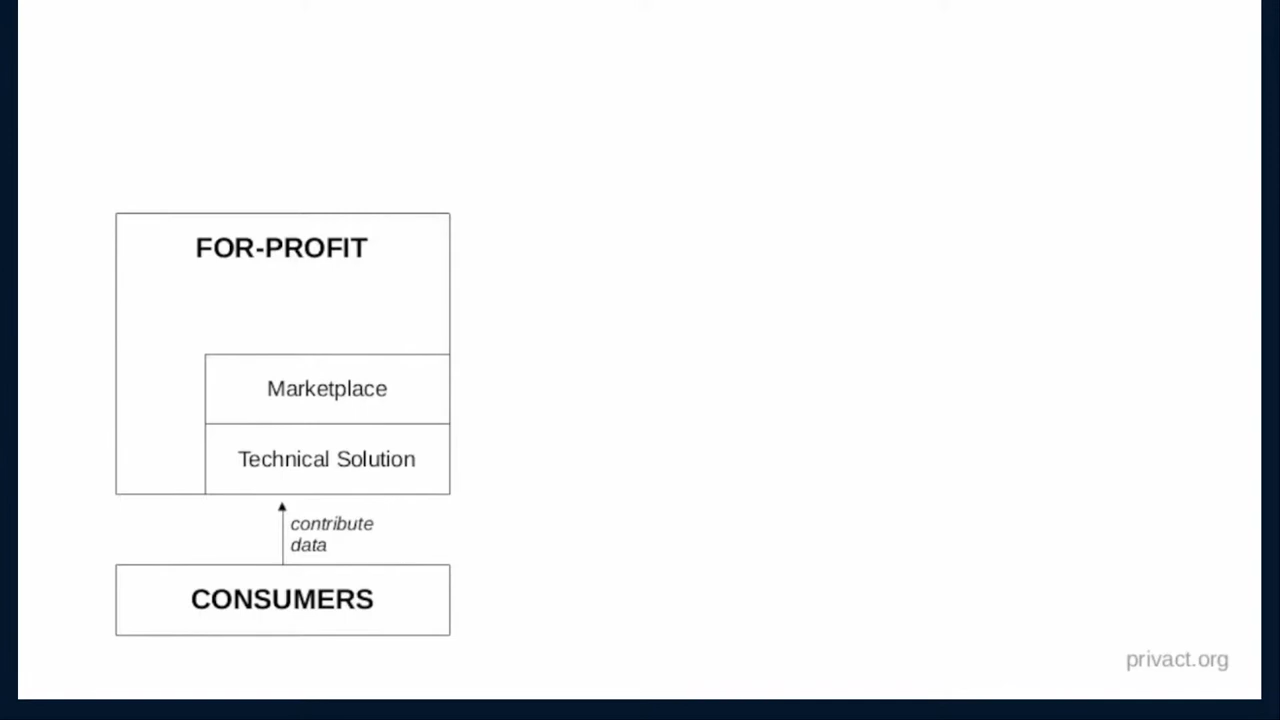 FOR-PROFIT
Marketplace
Technical Solution
contribute
data
CONSUMERS
privact.org